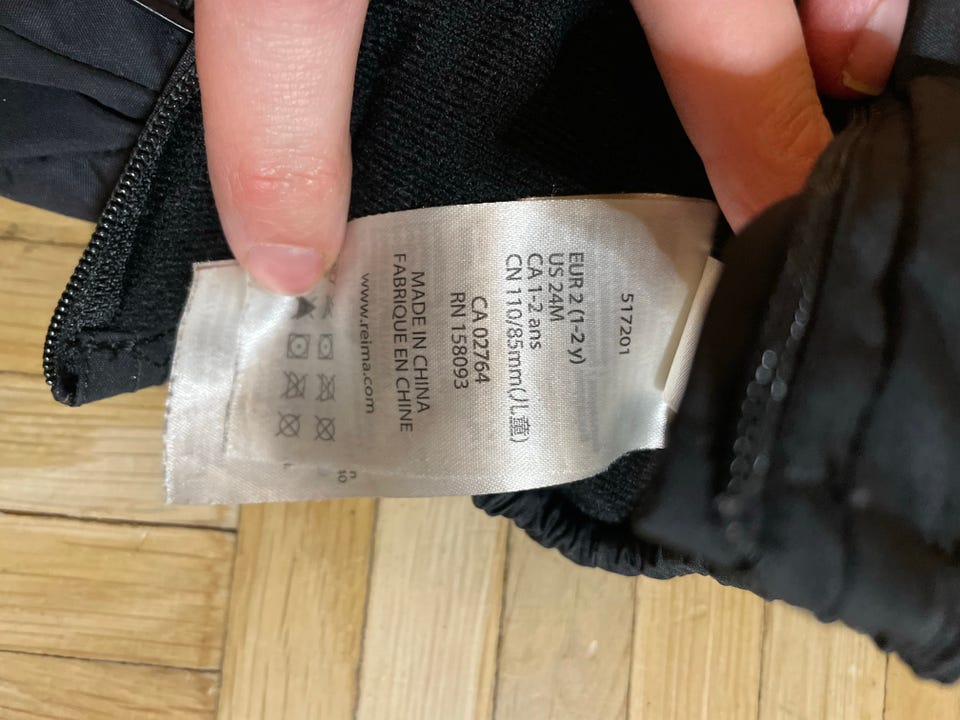 517201
EUR 2 (1-2 y)
US 24M
CA 1-2 ans
CN 110/85mm(儿童)
CA 02764
RN 158093
MADE IN CHINA
FABRIQUE EN CHINE
www.reima.com